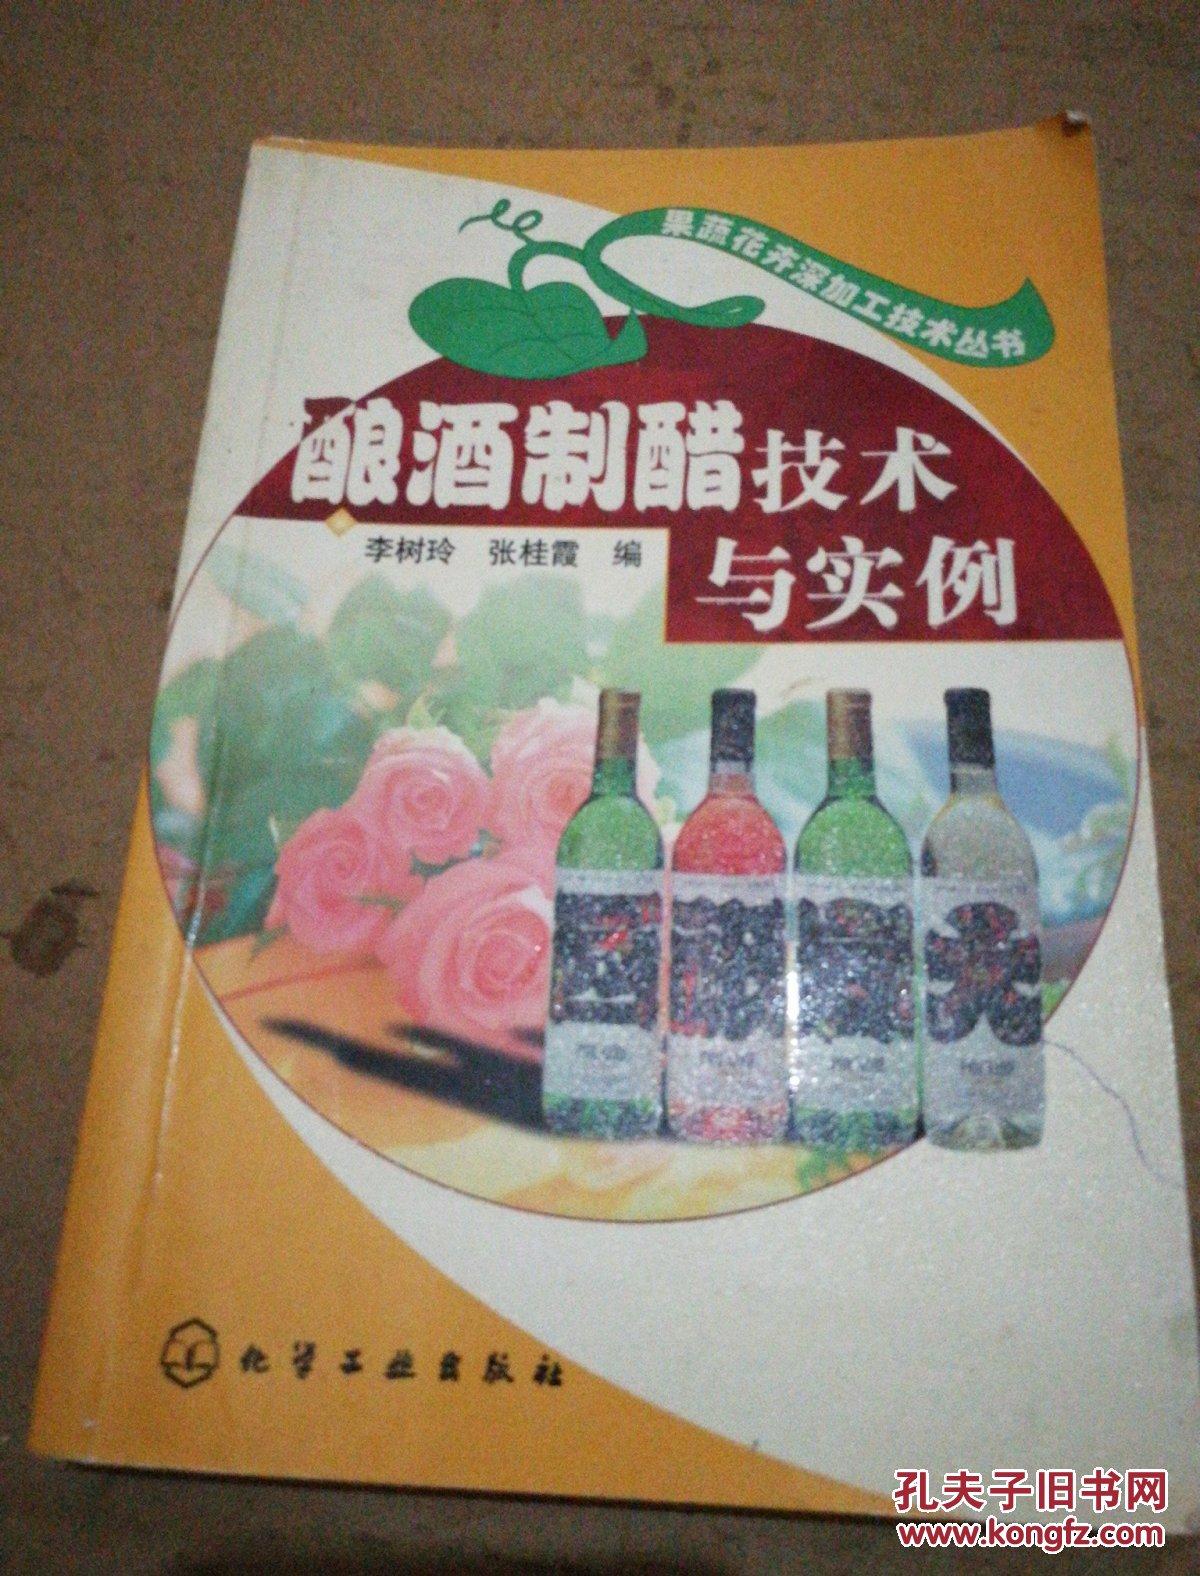 果蔬花卉深加工技术丛书
酿酒制醋技术
与实例
李树玲 张桂霞 编
化学工业出版社
孔夫子旧书网
www.kongfz.com